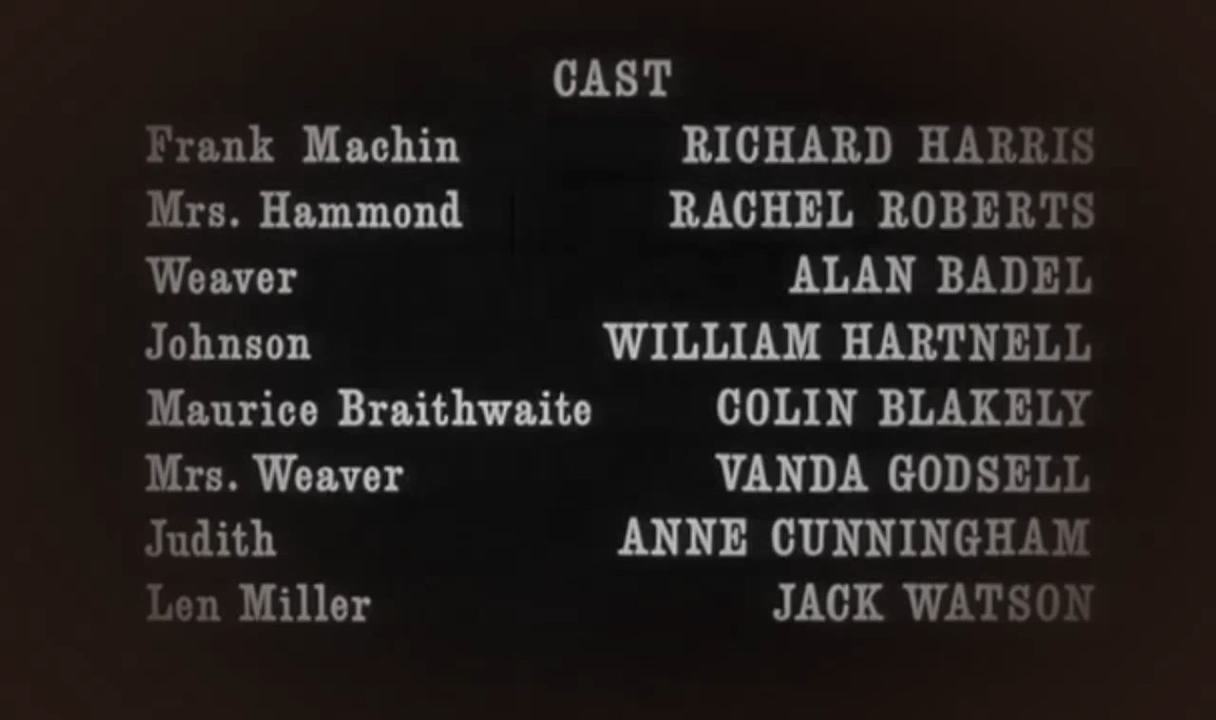 CAST
Frank Machin RICHARD HARRIS
Mrs. Hammond RACHEL ROBERTS
Weaver ALAN BADEL
Johnson WILLIAM HARTNELL
Maurice Braithwaite COLIN BLAKELY
Mrs. Weaver VANDA GODSELL
Judith ANNE CUNNINGHAM
Len Miller JACK WATSON